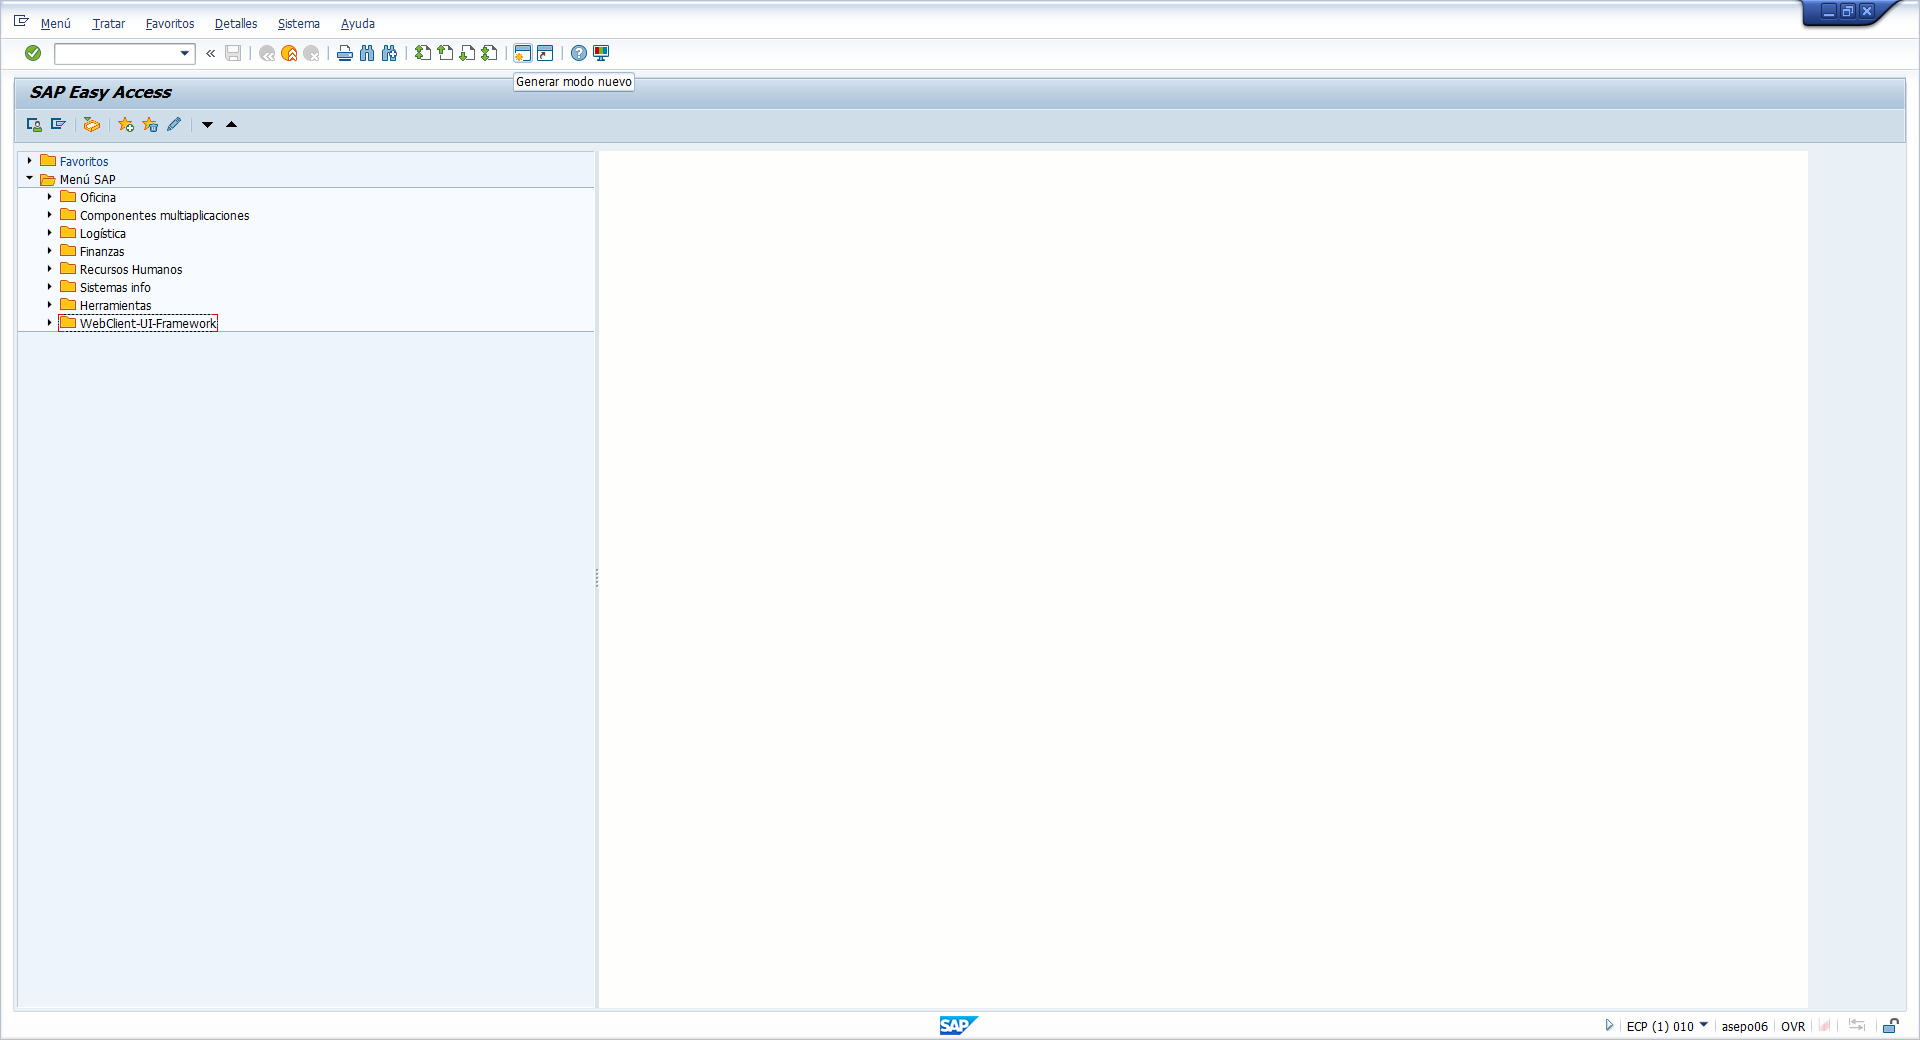 Menú Tratar Favoritos Detalles Sistema Ayuda
Generar modo nuevo
SAP Easy Access
Favoritos
Menú SAP
Oficina
Componentes multiaplicaciones
Logística
Finanzas
Recursos Humanos
Sistemas info
Herramientas
WebClient-UI-Framework
SAP
ECP (1) 010 asepo06 OVR